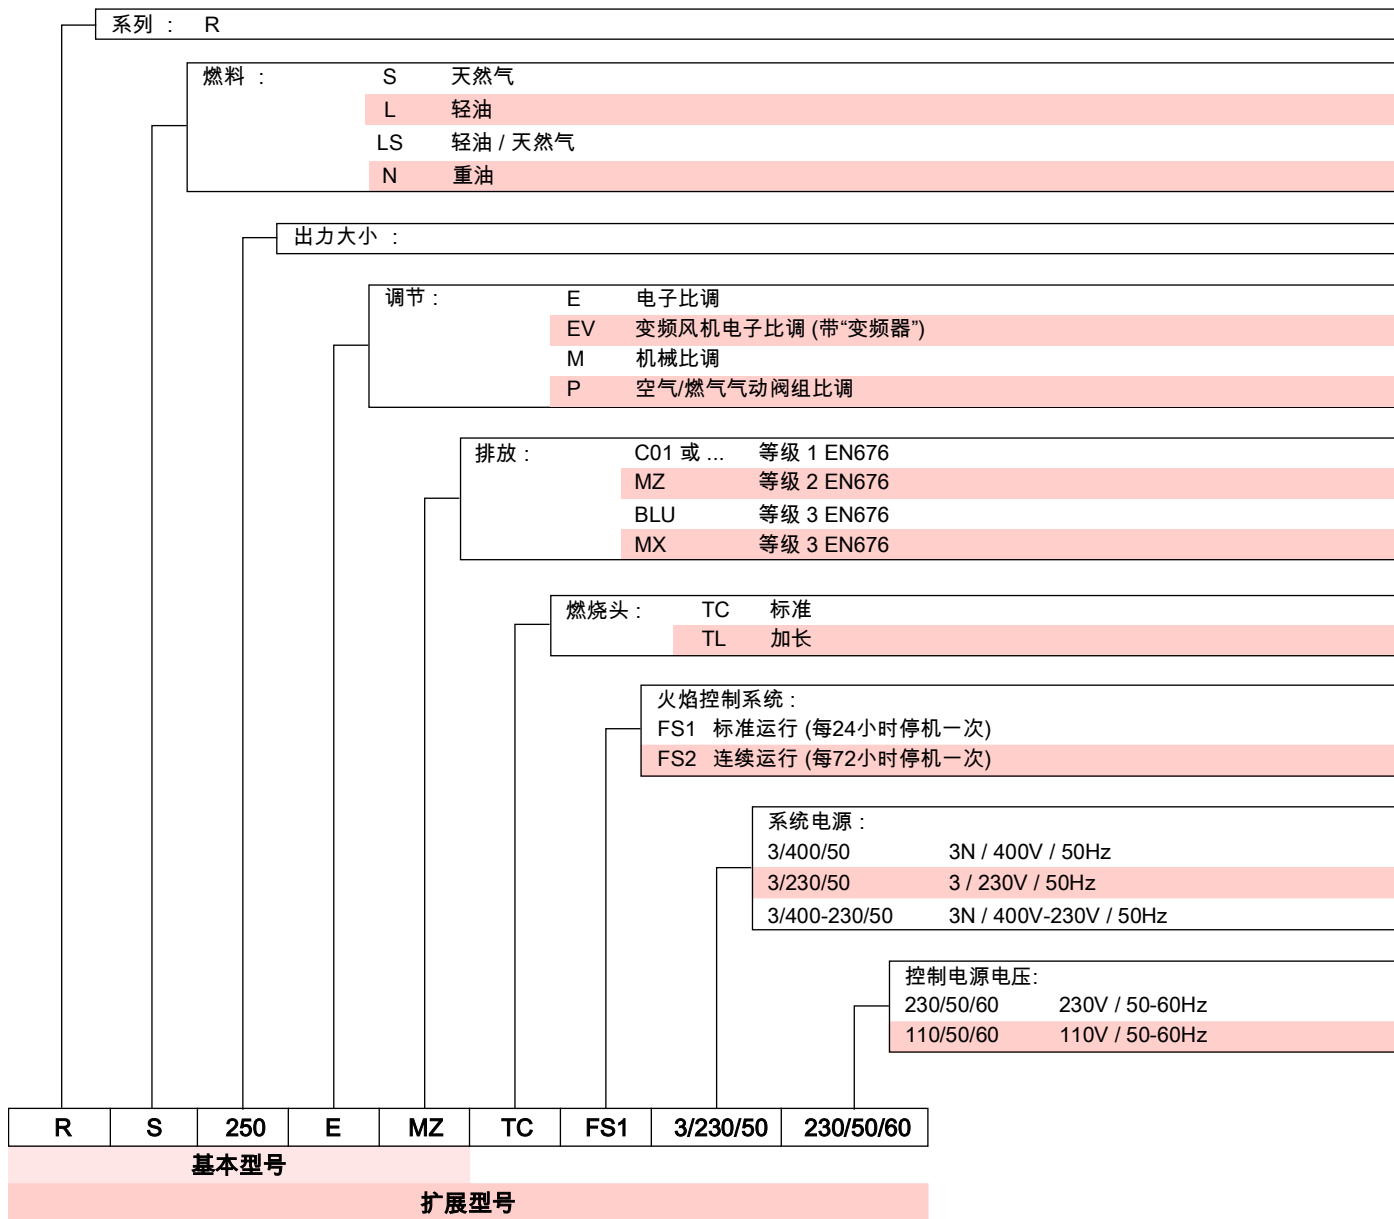 系列 : R
燃料 : S 天然气
L 轻油
LS 轻油 / 天然气
N 重油
出力大小 :
调节 : E 电子比调
EV 变频风机电子比调 (带“变频器”)
M 机械比调
P 空气/燃气气动阀组比调
排放 : C01 或 ... 等级 1 EN676
MZ 等级 2 EN676
BLU 等级 3 EN676
MX 等级 3 EN676
燃烧头 : TC 标准
TL 加长
火焰控制系统 :
FS1 标准运行 (每24小时停机一次)
FS2 连续运行 (每72小时停机一次)
系统电源 :
3/400/50 3N / 400V / 50Hz
3/230/50 3 / 230V / 50Hz
3/400-230/50 3N / 400V-230V / 50Hz
控制电源电压:
230/50/60 230V / 50-60Hz
110/50/60 110V / 50-60Hz
R S 250 E MZ TC FS1 3/230/50 230/50/60
基本型号
扩展型号